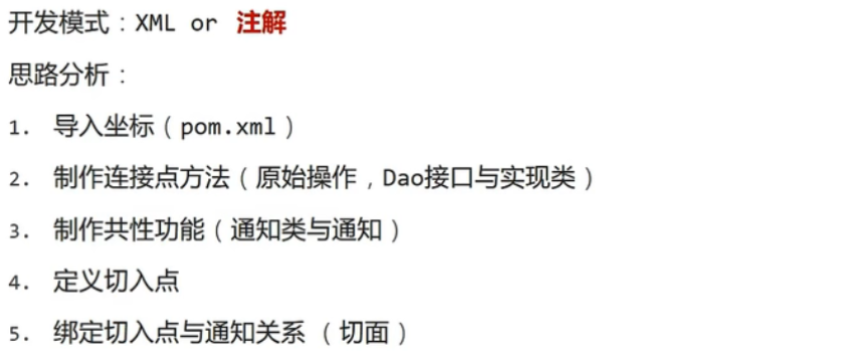 开发模式：XML or 注解
思路分析：
1. 导入坐标（pom.xml）
2. 制作连接点方法（原始操作，Dao接口与实现类）
3. 制作共性功能（通知类与通知）
4. 定义切入点
5. 绑定切入点与通知关系（切面）